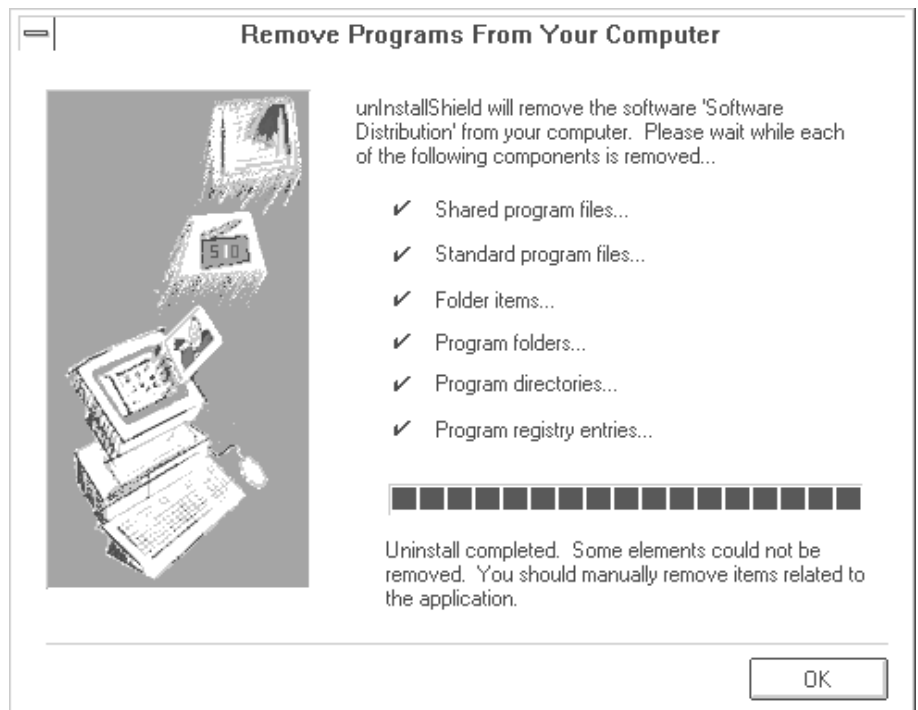 Remove Programs From Your Computer
unInstallShield will remove the software 'Software
Distribution' from your computer.  Please wait while each
of the following components is removed...
✔ Shared program files...
✔ Standard program files...
✔ Folder items...
✔ Program folders...
✔ Program directories...
✔ Program registry entries...
Uninstall completed.  Some elements could not be
removed.  You should manually remove items related to
the application.
OK